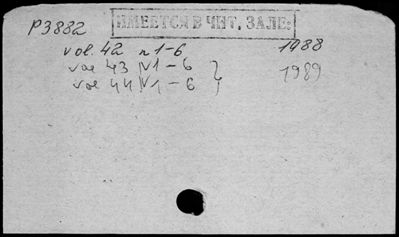 P3882 ИМЕЕТСЯ В ЧИТ. ЗАЛЕ:
vol. 42 n 1-6 1988
vol 43 N1-6 } 1989
vol 44 N1-6